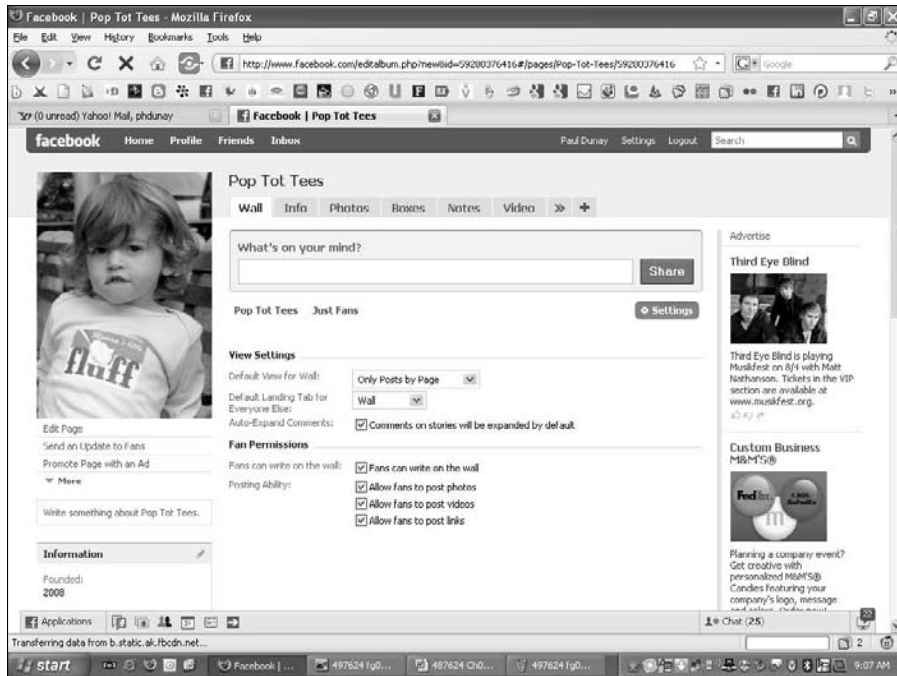 Facebook | Pop Tot Tees - Mozilla Firefox
File Edit View History Bookmarks Tools Help
http://www.facebook.com/editalbum.php?new&id=59280376416#/pages/Pop-Tot-Tees/59280376416
Google
(0 unread) Yahoo! Mail, phdunay
Facebook | Pop Tot Tees
facebook Home Profile Friends Inbox Paul Dunay Settings Logout Search
Pop Tot Tees
Wall Info Photos Boxes Notes Video
What's on your mind?
Share
Pop Tot Tees Just Fans Settings
View Settings
Default View for Wall: Only Posts by Page
Default Landing Tab for Everyone Else: Wall
Auto-Expand Comments: Comments on stories will be expanded by default
Fan Permissions
Fans can write on the wall: Fans can write on the wall
Posting Ability: Allow fans to post photos
Allow fans to post videos
Allow fans to post links
fluff
Edit Page
Send an Update to Fans
Promote Page with an Ad
More
Write something about Pop Tot Tees.
Information
Founded:
2008
Advertise
Third Eye Blind
Third Eye Blind is playing
Musikfest on 8/4 with Matt
Nathanson. Tickets in the VIP
section are available at
www.musikfest.org.
Custom Business
M&M'S®
FedEx
m
Planning a company event?
Get creative with
personalized M&M'S®
Candies featuring your
company's logo, message
Applications
Chat (25)
22
Transferring data from b.static.ak.fbcdn.net...
2
start
Facebook | ...
497624 fg0...
487624 Ch0...
497624 fg0...
9:07 AM